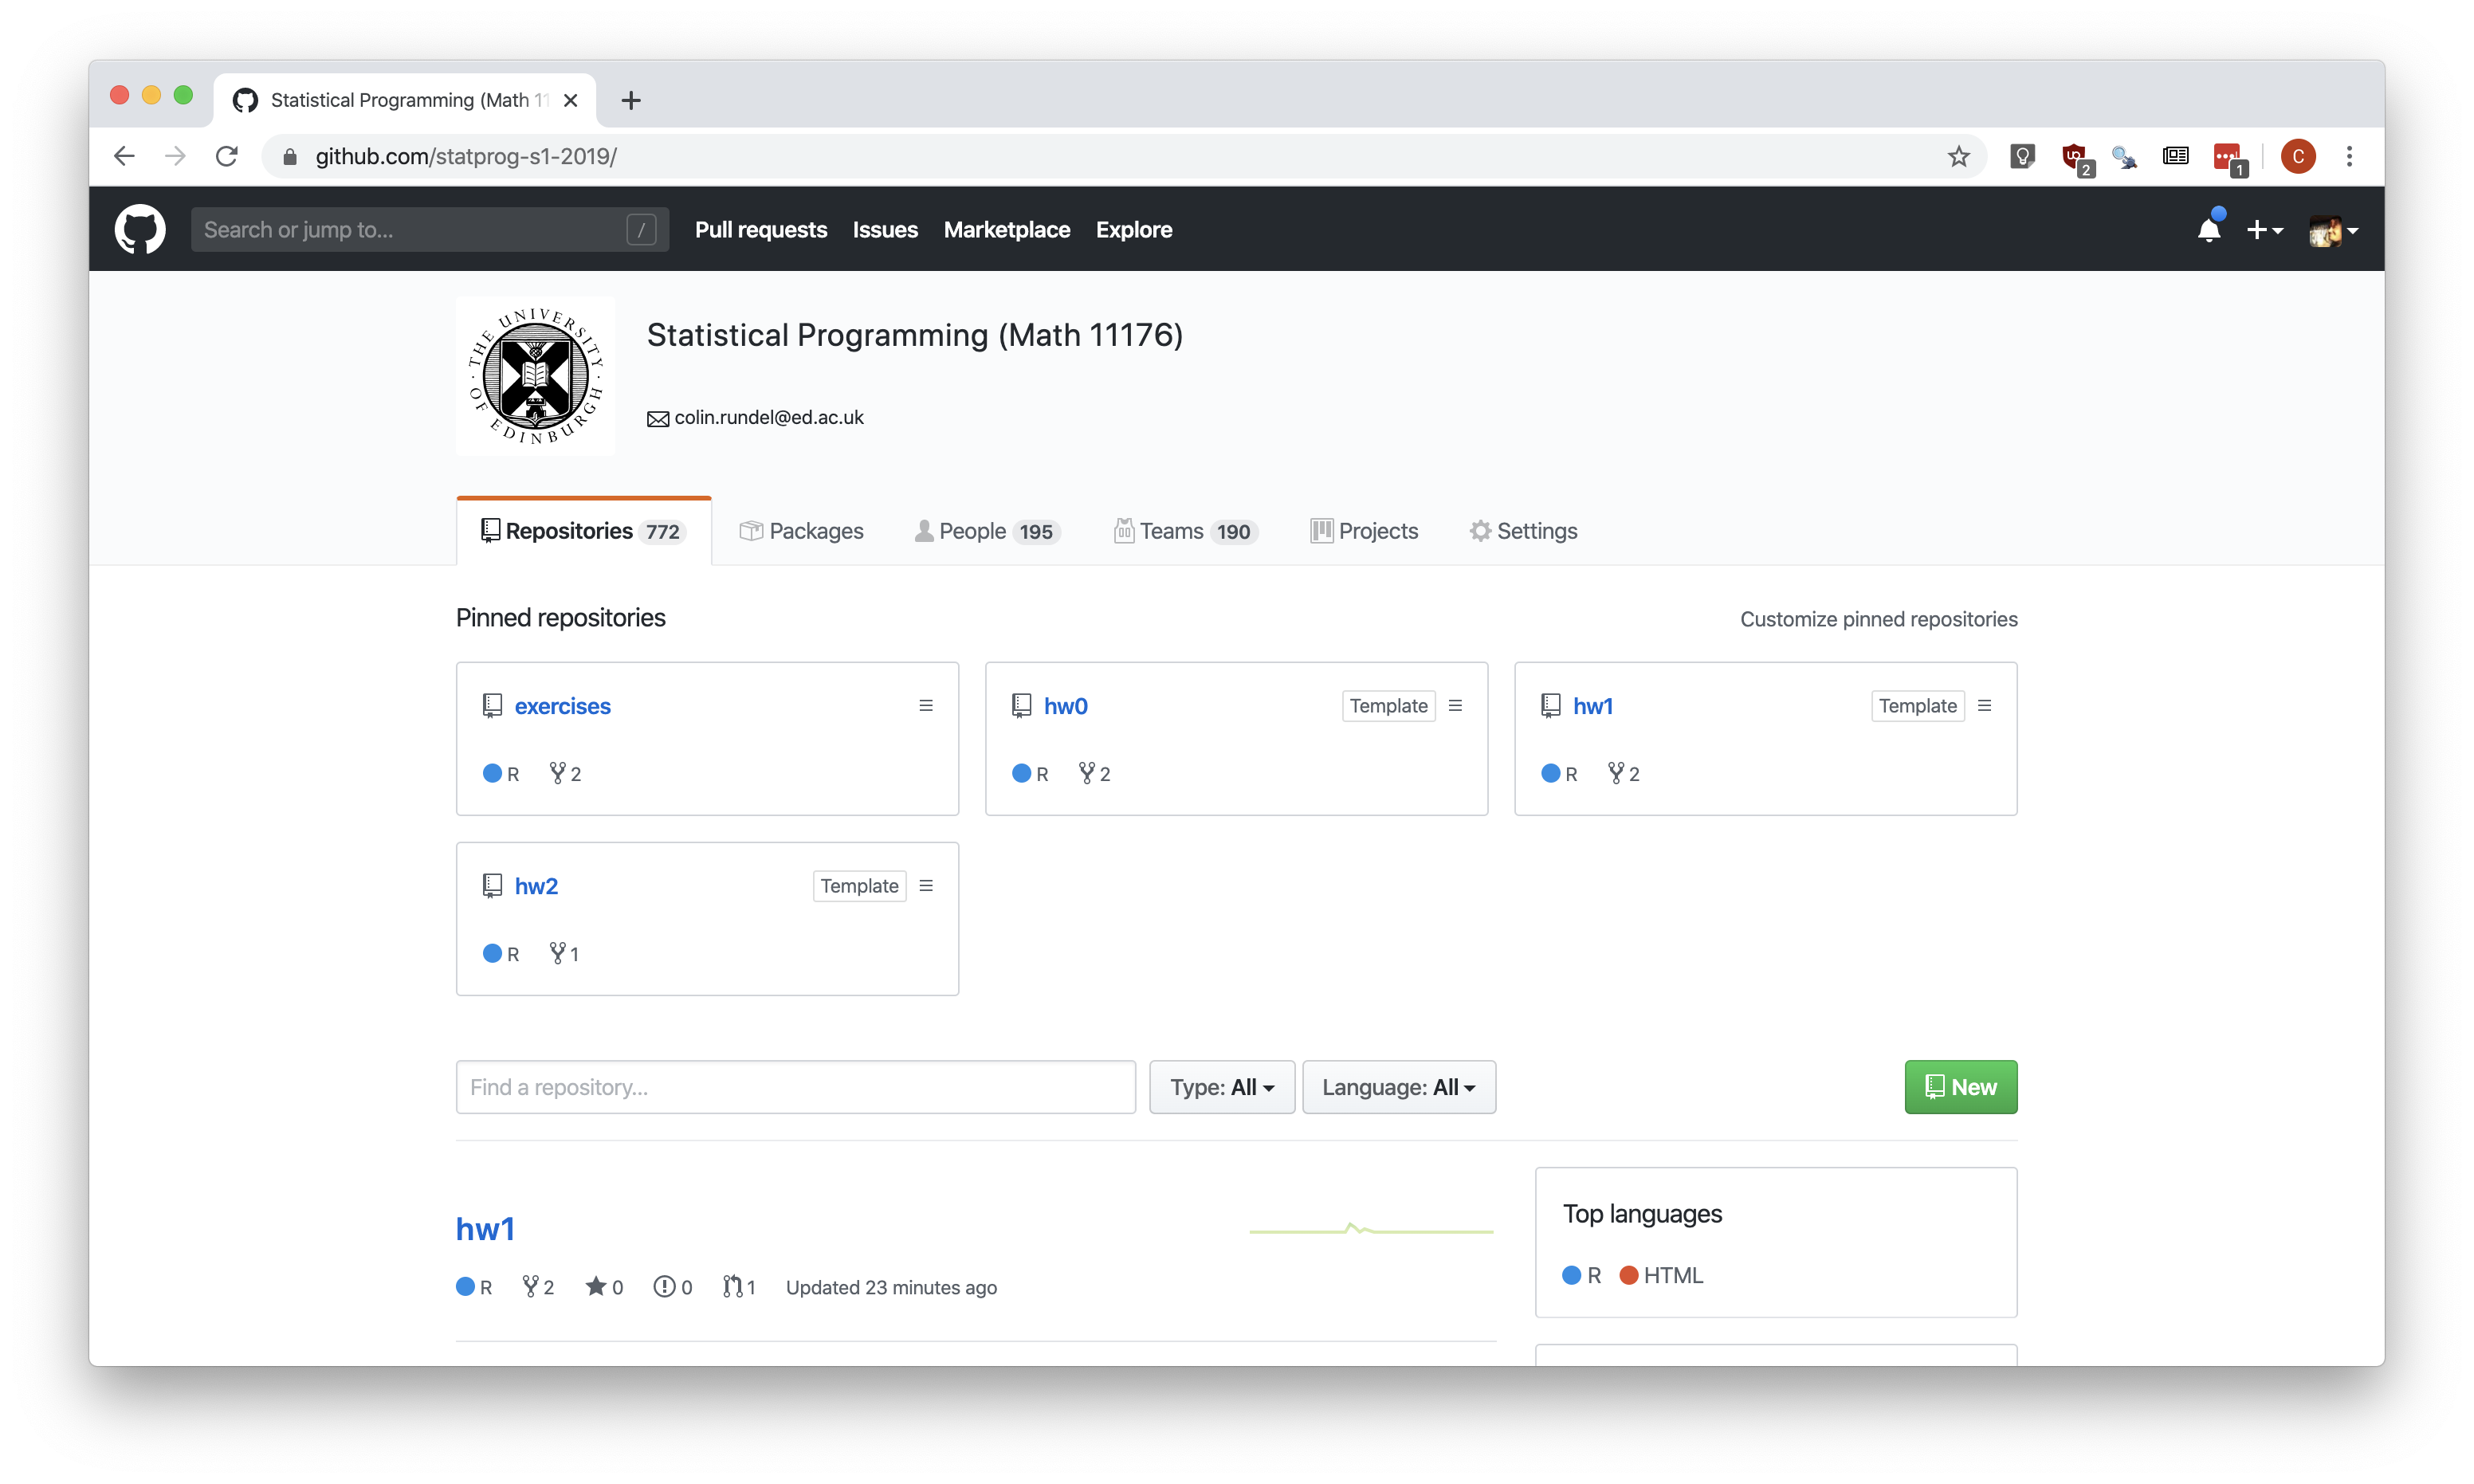 Statistical Programming (Math 11
github.com/statprog-s1-2019/
2
1
C
Search or jump to...
/
Pull requests
Issues
Marketplace
Explore
THE UNIVERSITY OF EDINBURGH
Statistical Programming (Math 11176)
colin.rundel@ed.ac.uk
Repositories 772
Packages
People 195
Teams 190
Projects
Settings
Pinned repositories
Customize pinned repositories
exercises
R 2
hw0
Template
R 2
hw1
Template
R 2
hw2
Template
R 1
Find a repository...
Type: All
Language: All
New
hw1
R 2 0 0 1 Updated 23 minutes ago
Top languages
R HTML